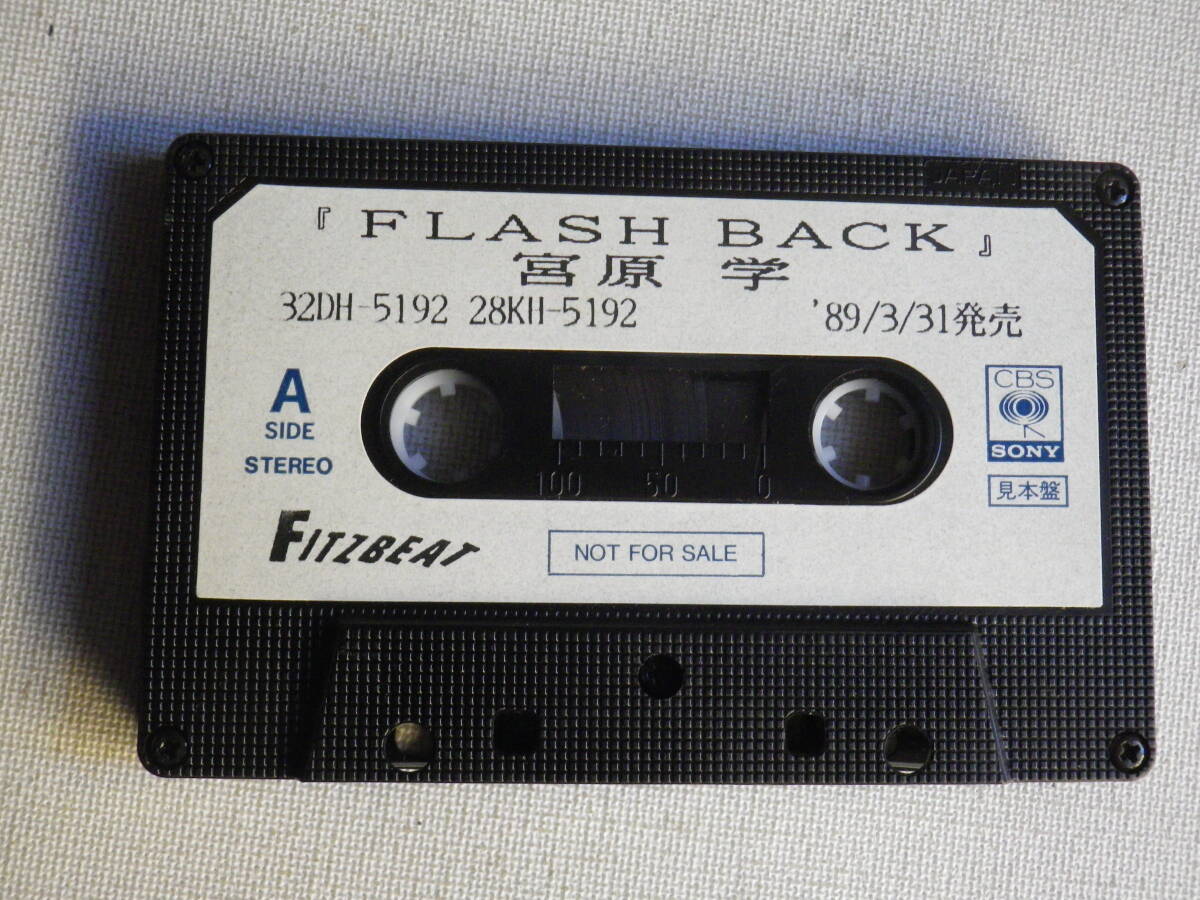 JAPAN
『FLASH BACK』
宮原 学
32DH-5192 28KH-5192 '89/3/31発売
A
SIDE
STEREO
100 50 0
CBS
SONY
見本盤
FITZBEAT
NOT FOR SALE